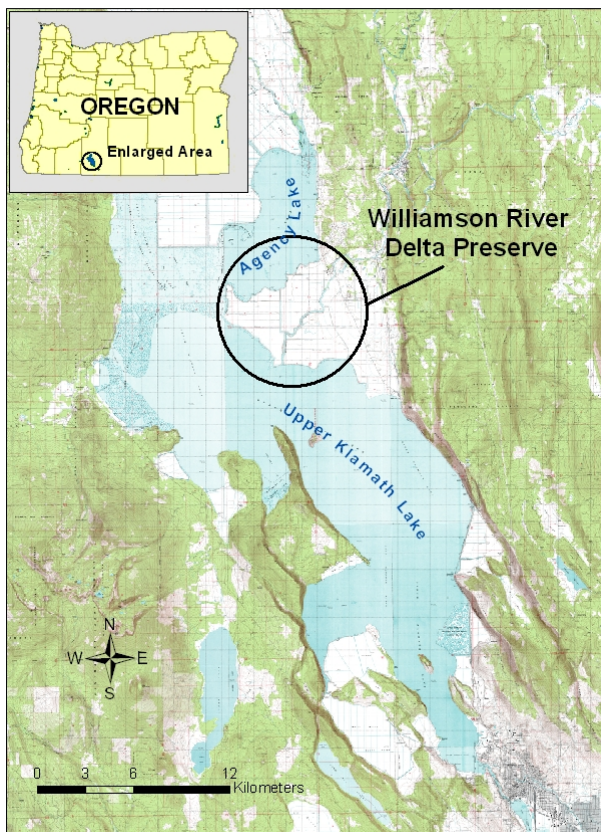 OREGON
Enlarged Area
Agency Lake
Williamson River
Delta Preserve
Upper Klamath Lake
N
W E
S
0 3 6 12
Kilometers